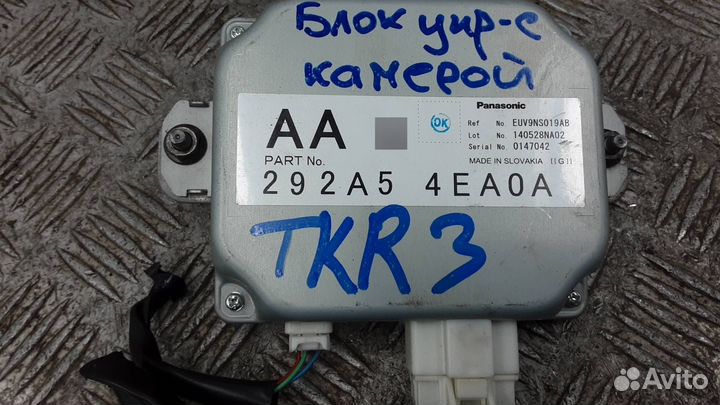 Блок упр-е
камерой
Panasonic
AA
OK
Ref No. EUV9NS019AB
Lot No. 140528NA02
Serial No. 0147042
PART No.
MADE IN SLOVAKIA ((G))
292A5 4EA0A
TKR 3
Avito